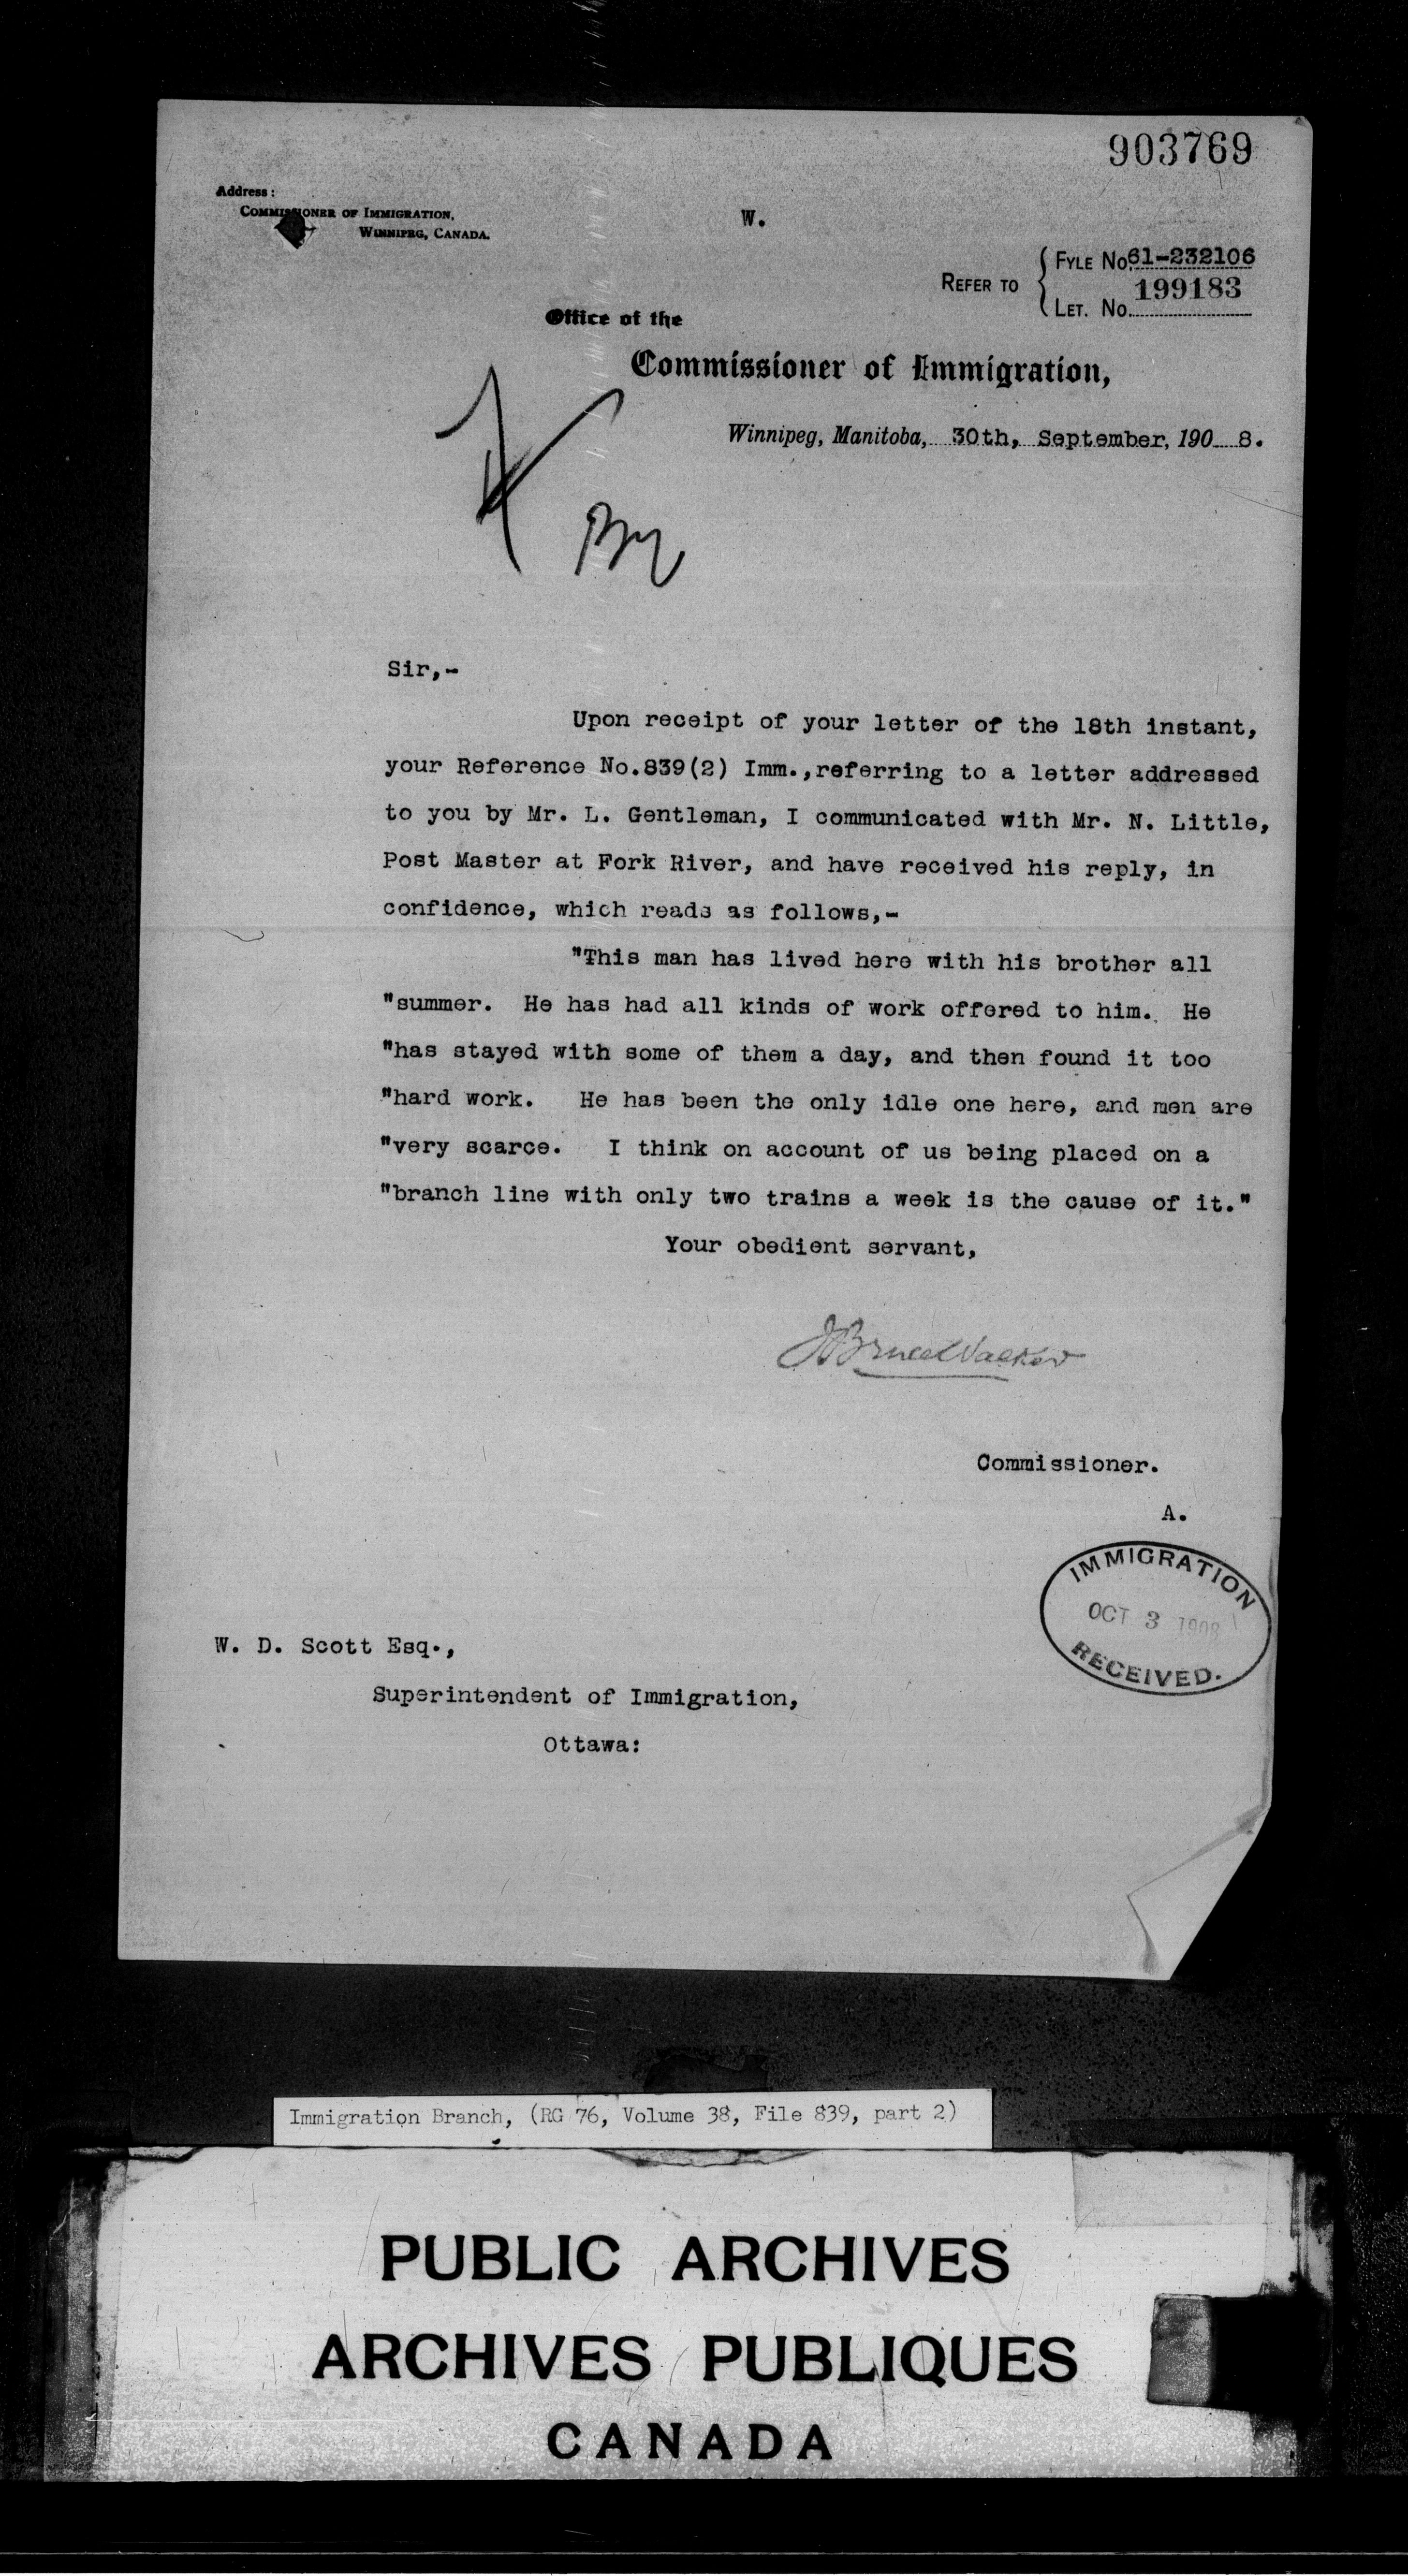 903769
Address:
COMMISSIONER OF IMMIGRATION,
WINNIPEG, CANADA.
W.
REFER TO
FYLE No. 61-232106
199183
LET. No.
Office of the
Commissioner of Immigration,
Winnipeg, Manitoba, 30th, September, 190 8.
Sir,-
Upon receipt of your letter of the 18th instant,
your Reference No.839(2) Imm.,referring to a letter addressed
to you by Mr. L. Gentleman, I communicated with Mr. N. Little,
Post Master at Fork River, and have received his reply, in
confidence, which reads as follows,-
"This man has lived here with his brother all
"summer. He has had all kinds of work offered to him. He
"has stayed with some of them a day, and then found it too
"hard work. He has been the only idle one here, and men are
"very scarce. I think on account of us being placed on a
"branch line with only two trains a week is the cause of it."
Your obedient servant,
J Bruce Walker
Commissioner.
A.
IMMIGRATION
OCT 3 1908
RECEIVED.
W. D. Scott Esq.,
Superintendent of Immigration,
Ottawa:
Immigration Branch, (RG 76, Volume 38, File 839, part 2)
PUBLIC ARCHIVES
ARCHIVES PUBLIQUES
CANADA